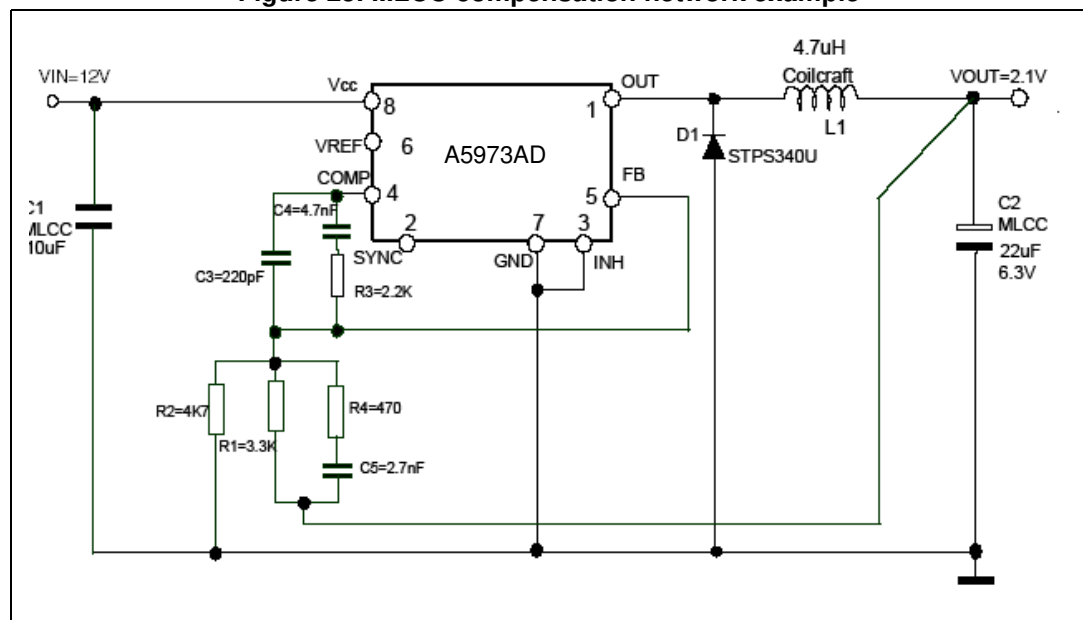 Figure 25. MLCC compensation network example
4.7uH
Coilcraft
L1
VIN=12V
Vcc
8
OUT
1
VOUT=2.1V
VREF
6
A5973AD
D1
STPS340U
COMP
4
FB
5
C4=4.7nF
2
7
3
SYNC
GND
INH
C1
MLCC
10uF
C2
MLCC
22uF
6.3V
C3=220pF
R3=2.2K
R2=4K7
R1=3.3K
R4=470
C5=2.7nF